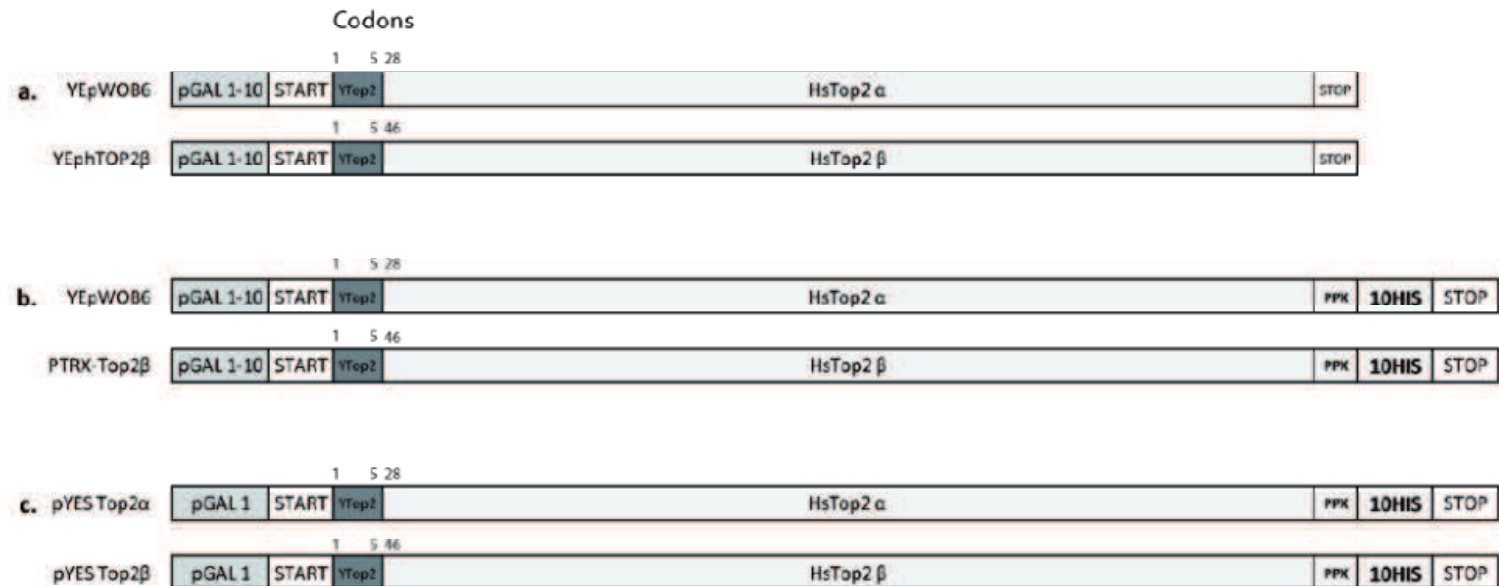 Codons
1 5 28
a. YEpWOB6 pGAL 1-10 START YTop2 HsTop2 α STOP
1 5 46
YEphTOP2β pGAL 1-10 START YTop2 HsTop2 β STOP
1 5 28
b. YEpWOB6 pGAL 1-10 START YTop2 HsTop2 α PPK 10HIS STOP
1 5 46
PTRX-Top2β pGAL 1-10 START YTop2 HsTop2 β PPK 10HIS STOP
1 5 28
c. pYES Top2α pGAL 1 START YTop2 HsTop2 α PPK 10HIS STOP
1 5 46
pYES Top2β pGAL 1 START YTop2 HsTop2 β PPK 10HIS STOP